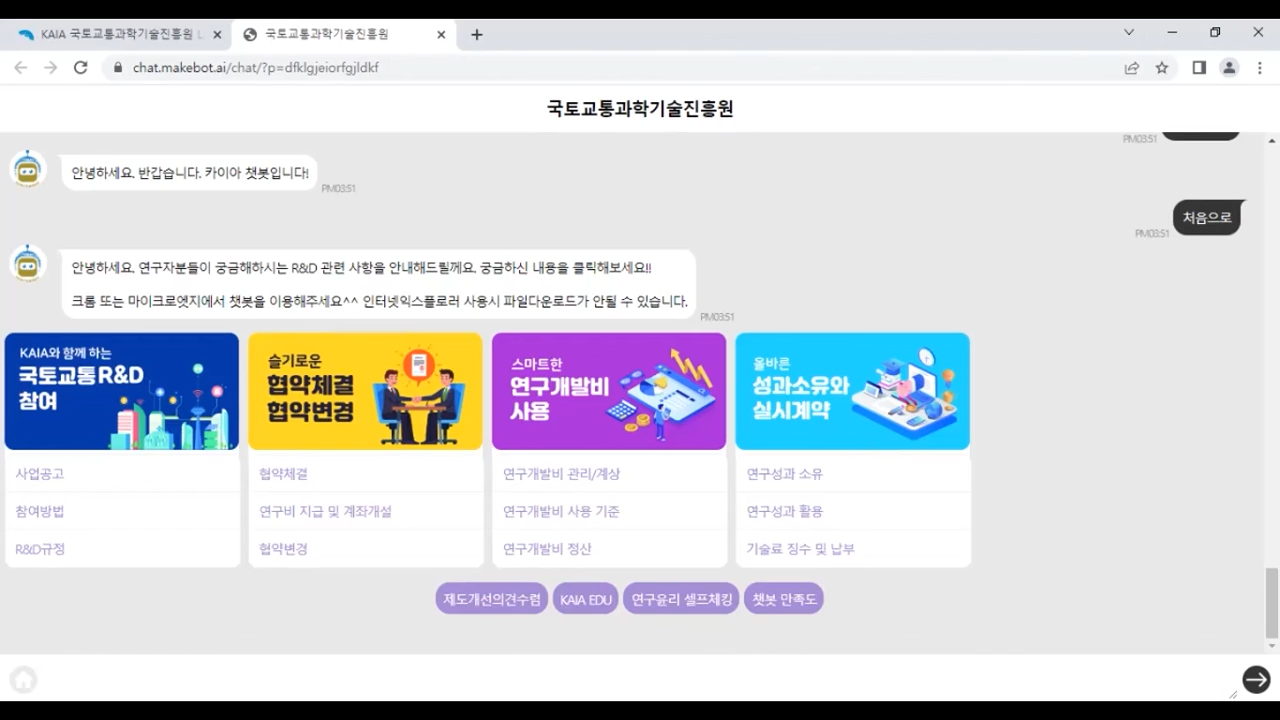 KAIA 국토교통과학기술진흥원
국토교통과학기술진흥원
chat.makebot.ai/chat/?p=dfklgjeiorfgjldkf
국토교통과학기술진흥원
PM03:51
안녕하세요. 반갑습니다. 카이아 챗봇입니다!
PM03:51
처음으로
PM03:51
안녕하세요. 연구자분들이 궁금해하시는 R&D 관련 사항을 안내해드릴께요. 궁금하신 내용을 클릭해보세요!!
크롬 또는 마이크로엣지에서 챗봇을 이용해주세요^^ 인터넷익스플로러 사용시 파일다운로드가 안될 수 있습니다.
PM03:51
KAIA와 함께 하는
국토교통R&D
참여
사업공고
참여방법
R&D규정
슬기로운
협약체결
협약변경
협약체결
연구비 지급 및 계좌개설
협약변경
스마트한
연구개발비
사용
연구개발비 관리/계상
연구개발비 사용 기준
연구개발비 정산
올바른
성과소유와
실시계약
연구성과 소유
연구성과 활용
기술료 징수 및 납부
제도개선의견수렴
KAIA EDU
연구윤리 셀프체킹
챗봇 만족도